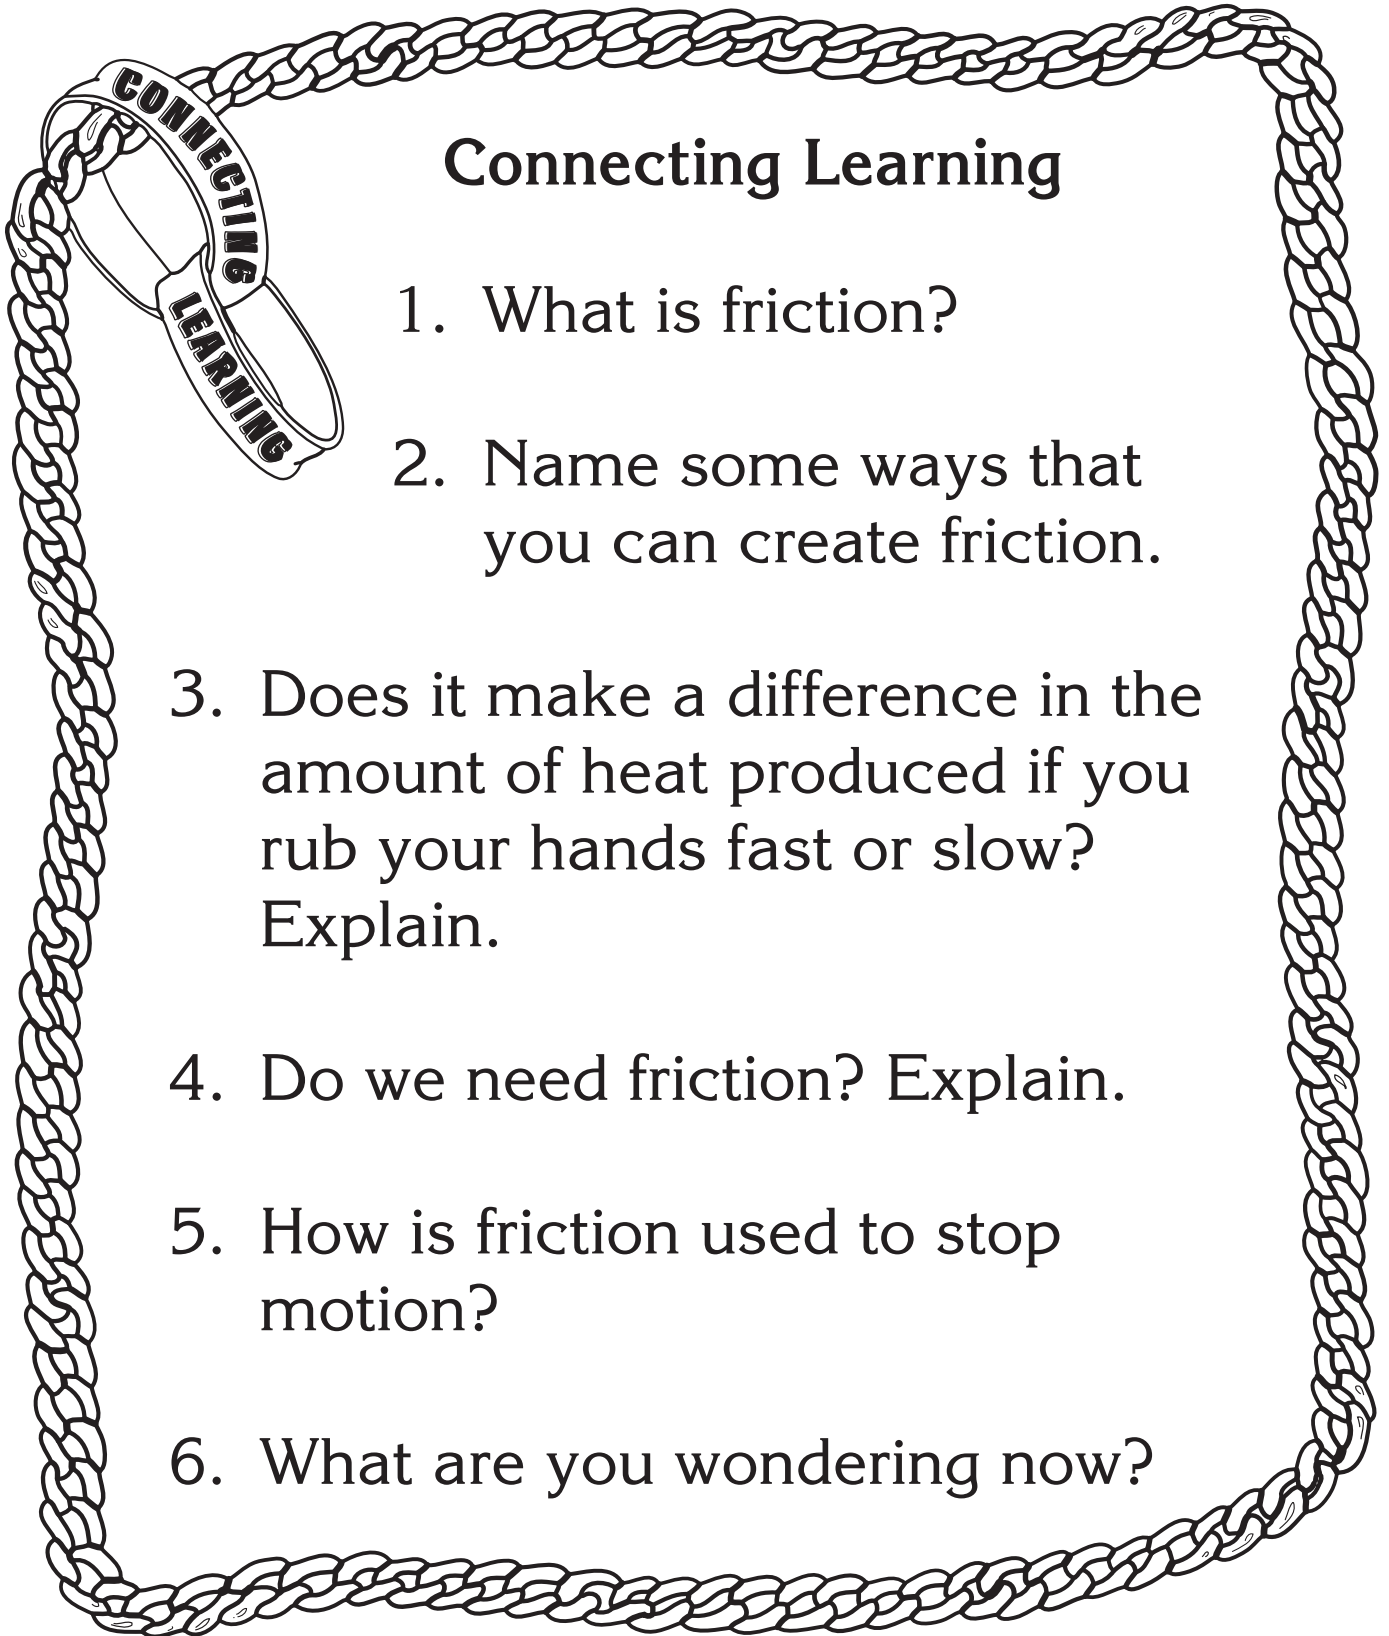 CONNECTING
LEARNING
Connecting Learning
1. What is friction?
2. Name some ways that
you can create friction.
3. Does it make a difference in the
amount of heat produced if you
rub your hands fast or slow?
Explain.
4. Do we need friction? Explain.
5. How is friction used to stop
motion?
6. What are you wondering now?